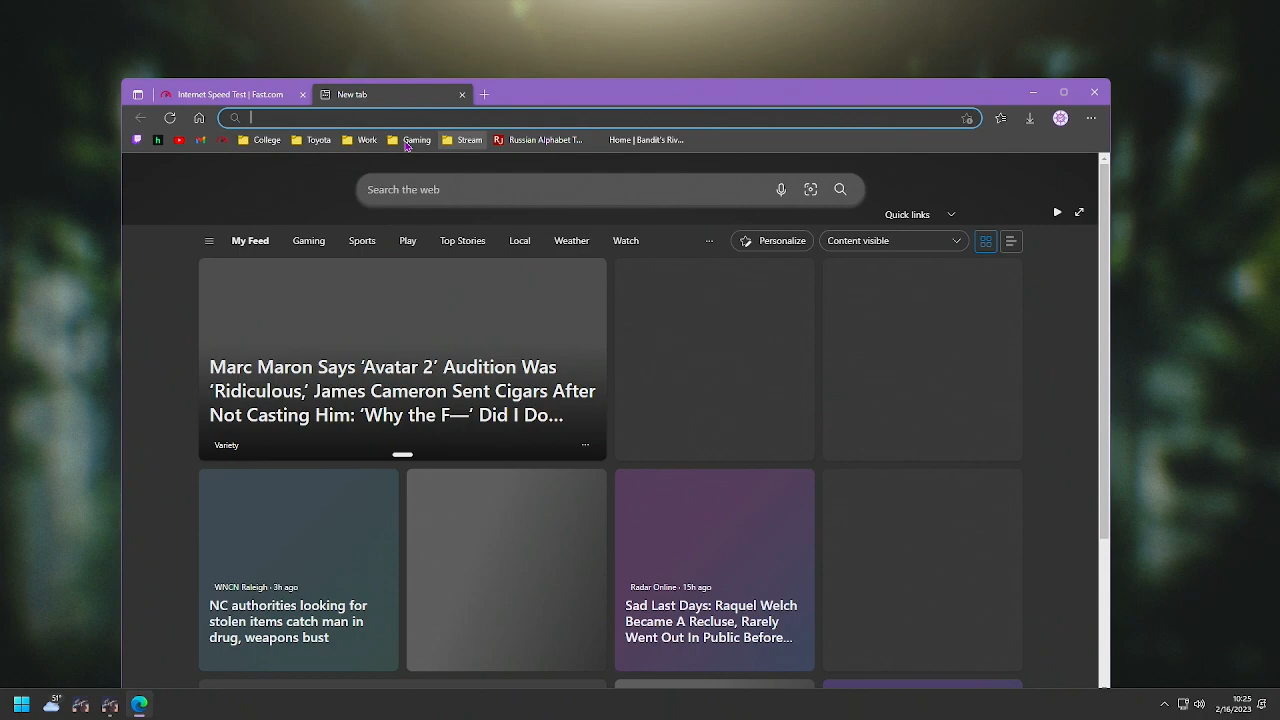 Internet Speed Test | Fast.com
New tab
College
Toyota
Work
Gaming
Stream
Russian Alphabet T...
Home | Bandit's Riv...
Search the web
Quick links
My Feed
Gaming
Sports
Play
Top Stories
Local
Weather
Watch
...
Personalize
Content visible
Marc Maron Says ‘Avatar 2’ Audition Was
‘Ridiculous,’ James Cameron Sent Cigars After
Not Casting Him: ‘Why the F—’ Did I Do...
Variety
WNCN Raleigh · 3h ago
NC authorities looking for
stolen items catch man in
drug, weapons bust
Radar Online · 15h ago
Sad Last Days: Raquel Welch
Became A Recluse, Rarely
Went Out In Public Before...
51°
10:25
2/16/2023